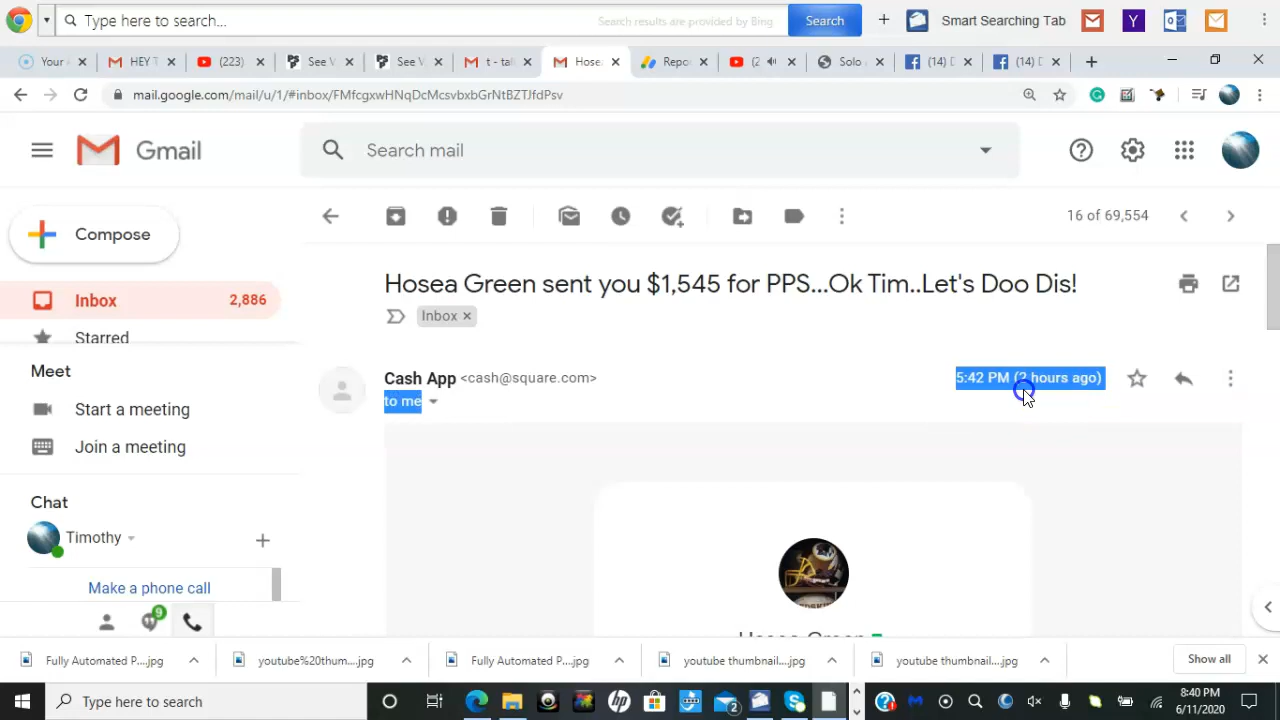 Type here to search...
Search results are provided by Bing
Search
Smart Searching Tab
Your A
HEY T
(223)
See V
See V
t - tal
Hose
Repo
(2
Solo
(14) D
(14) D
mail.google.com/mail/u/1/#inbox/FMfcgxwHNqDcMcsvbxbGrNtBZTJfdPsv
Gmail
Search mail
Compose
16 of 69,554
Inbox 2,886
Hosea Green sent you $1,545 for PPS...Ok Tim..Let's Doo Dis!
Inbox
Starred
Meet
Cash App <cash@square.com>
5:42 PM (2 hours ago)
to me
Start a meeting
Join a meeting
Chat
Timothy
Make a phone call
9
Hosea Green
Fully Automated P....jpg
youtube%20thum....jpg
Fully Automated P....jpg
youtube thumbnail....jpg
youtube thumbnail....jpg
Show all
Type here to search
2
8:40 PM
6/11/2020